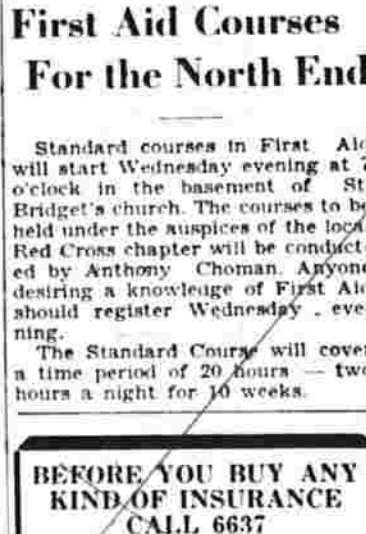 First Aid Courses
For the North End
Standard courses in First Aid
will start Wednesday evening at 7
o'clock in the basement of St.
Bridget's church. The courses to be
held under the auspices of the local
Red Cross chapter will be conduct-
ed by Anthony Choman. Anyone
desiring a knowledge of First Aid
should register Wednesday . eve-
ning.
The Standard Course will cover
a time period of 20 hours — two
hours a night for 10 weeks.
BEFORE YOU BUY ANY
KIND OF INSURANCE
CALL 6637